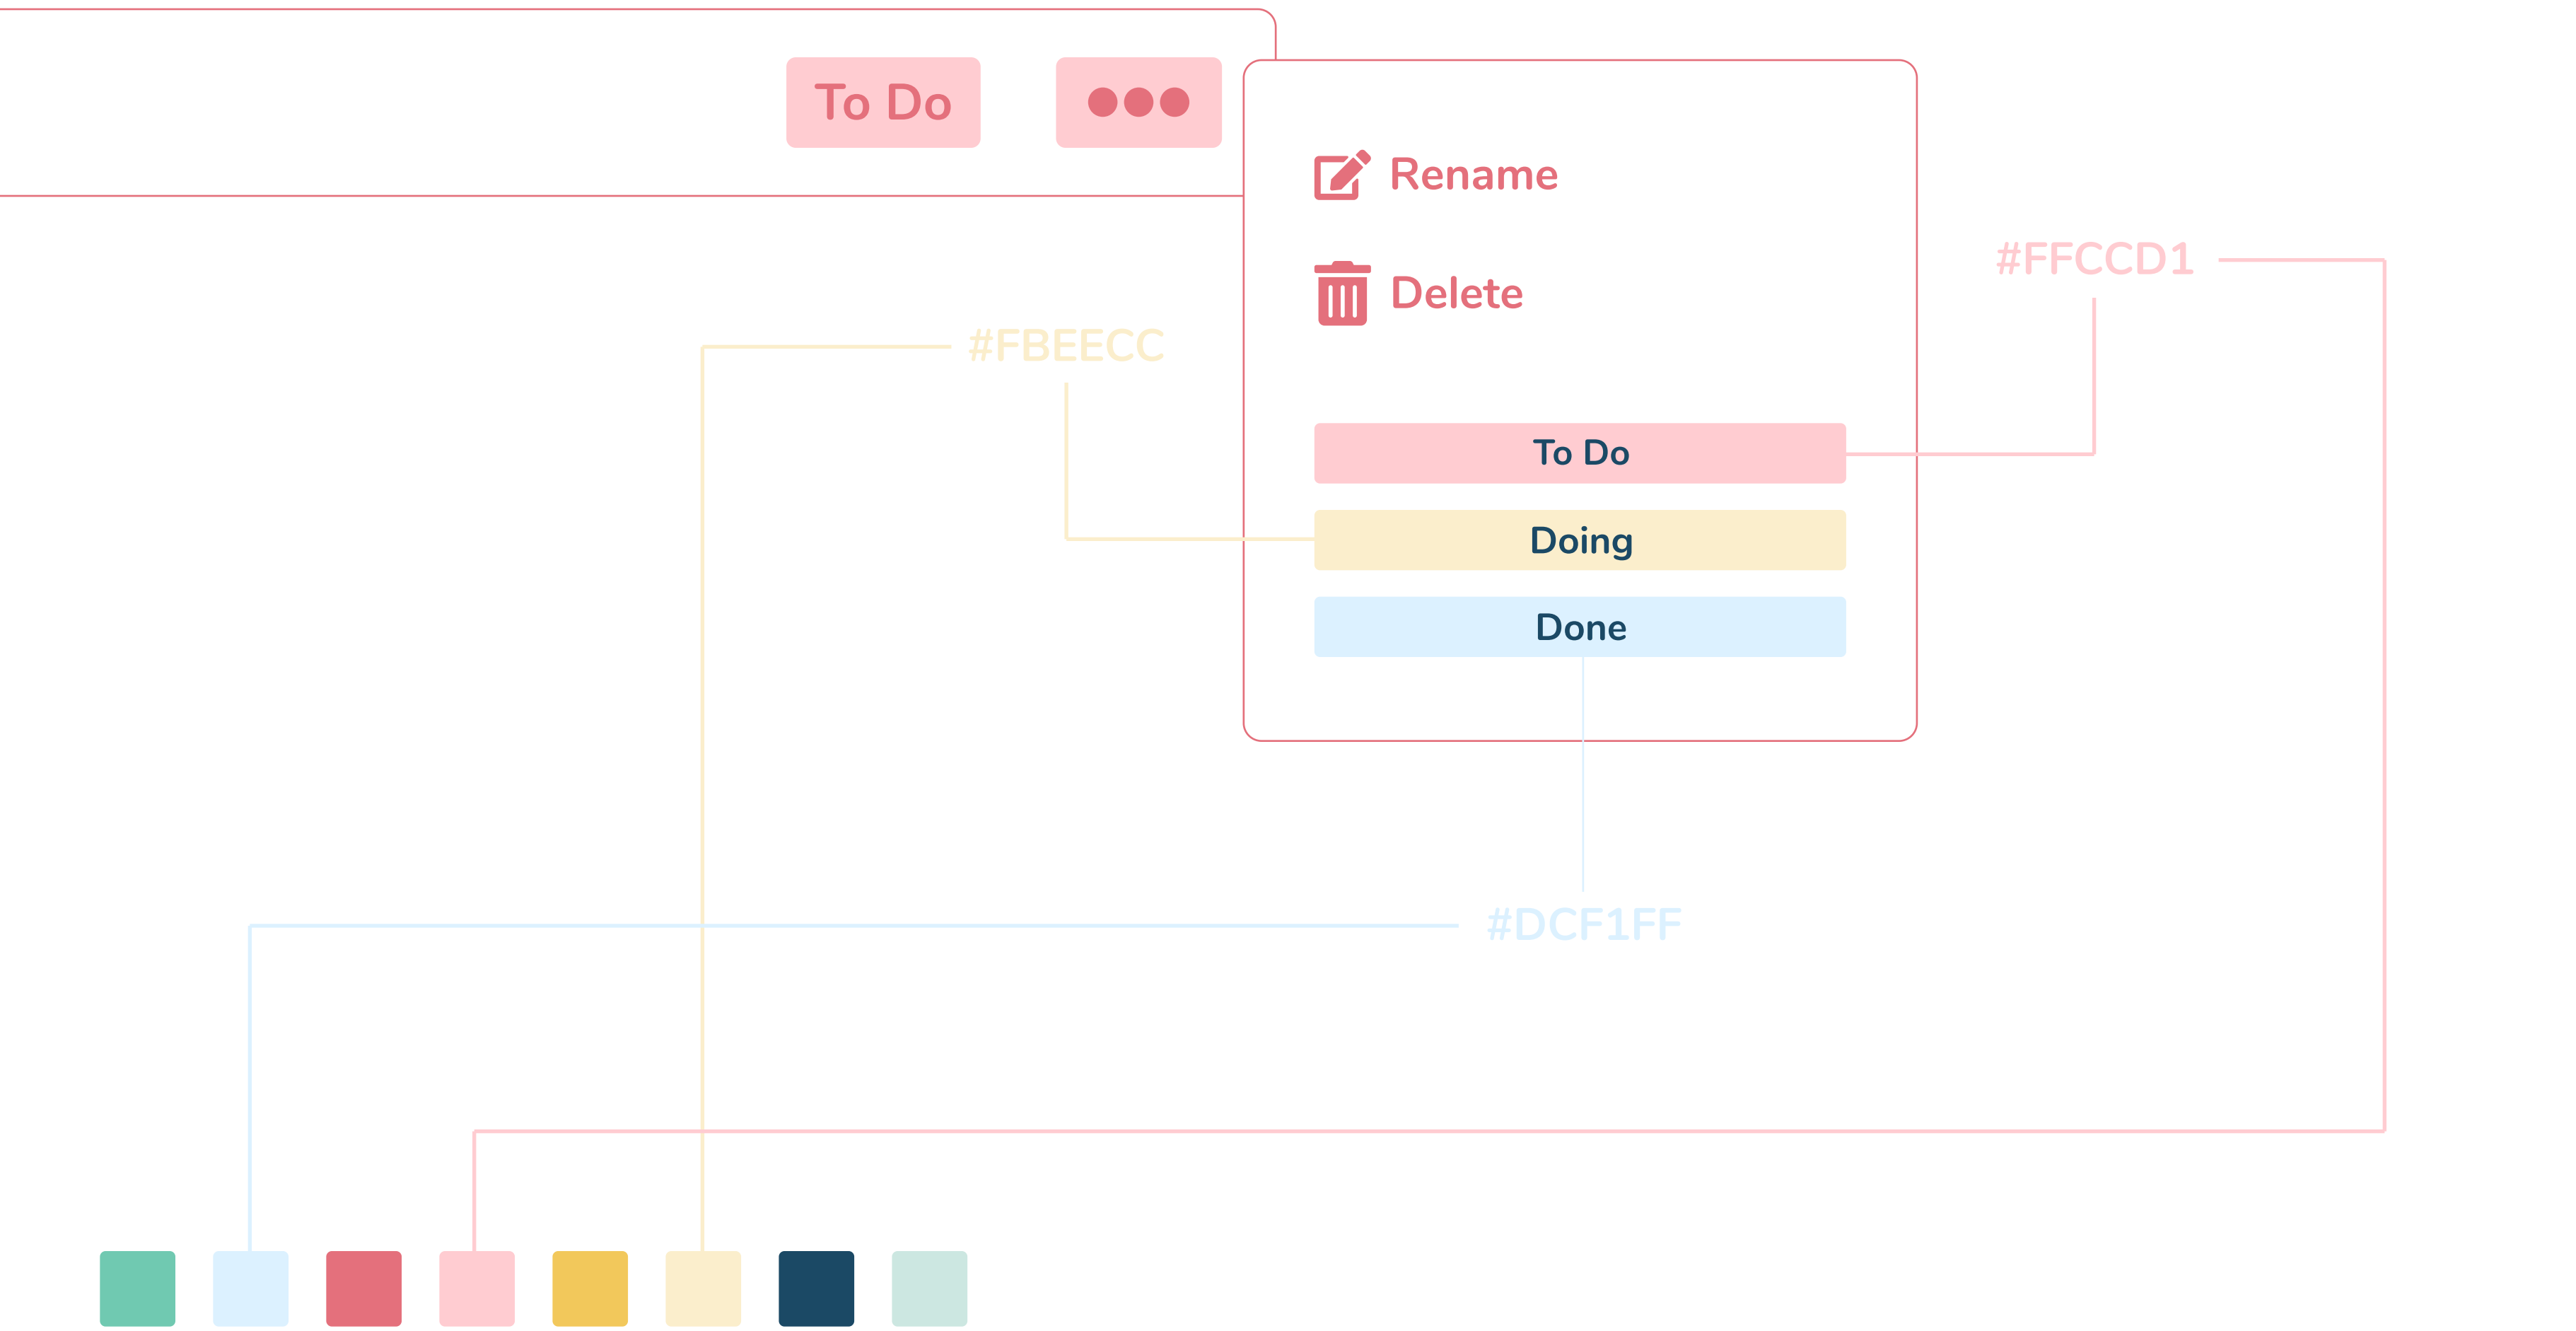 To Do
Rename
Delete
#FFCCD1
#FBEECC
To Do
Doing
Done
#DCF1FF